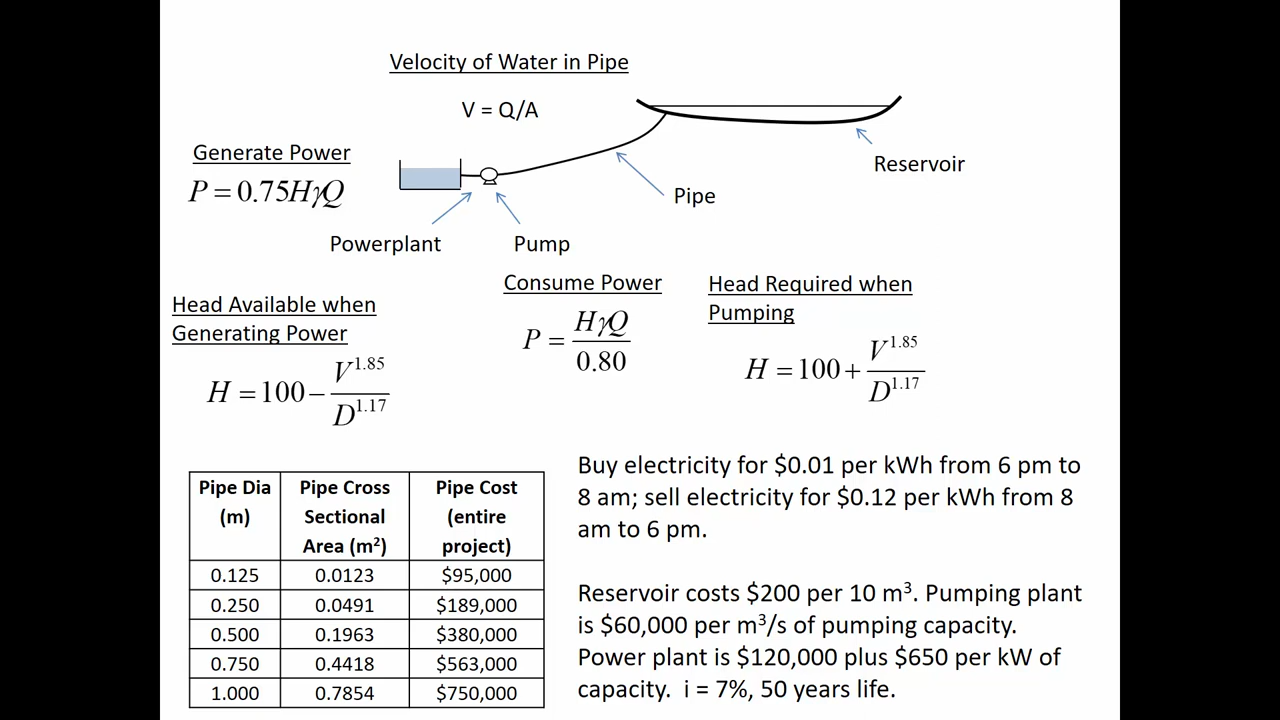 Velocity of Water in Pipe
V = Q/A
Generate Power
P = 0.75HγQ
Reservoir
Pipe
Powerplant
Pump
Head Available when
Generating Power
H = 100 − V^1.85 / D^1.17
Consume Power
P = HγQ / 0.80
Head Required when
Pumping
H = 100 + V^1.85 / D^1.17
Pipe Dia (m) | Pipe Cross Sectional Area (m²) | Pipe Cost (entire project)
0.125 | 0.0123 | $95,000
0.250 | 0.0491 | $189,000
0.500 | 0.1963 | $380,000
0.750 | 0.4418 | $563,000
1.000 | 0.7854 | $750,000
Buy electricity for $0.01 per kWh from 6 pm to
8 am; sell electricity for $0.12 per kWh from 8
am to 6 pm.
Reservoir costs $200 per 10 m³. Pumping plant
is $60,000 per m³/s of pumping capacity.
Power plant is $120,000 plus $650 per kW of
capacity. i = 7%, 50 years life.